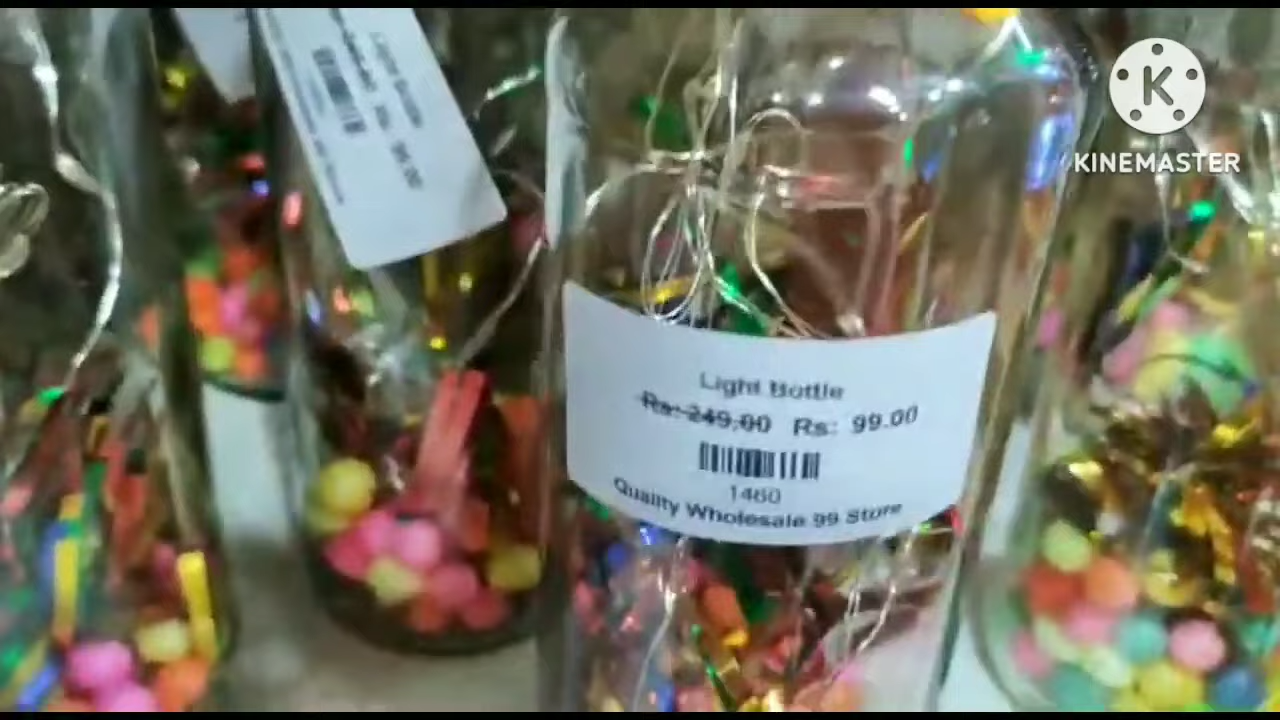 K
KINEMASTER
Light Bottle
Rs: 249.00 Rs: 99.00
1460
Quality Wholesale 99 Store